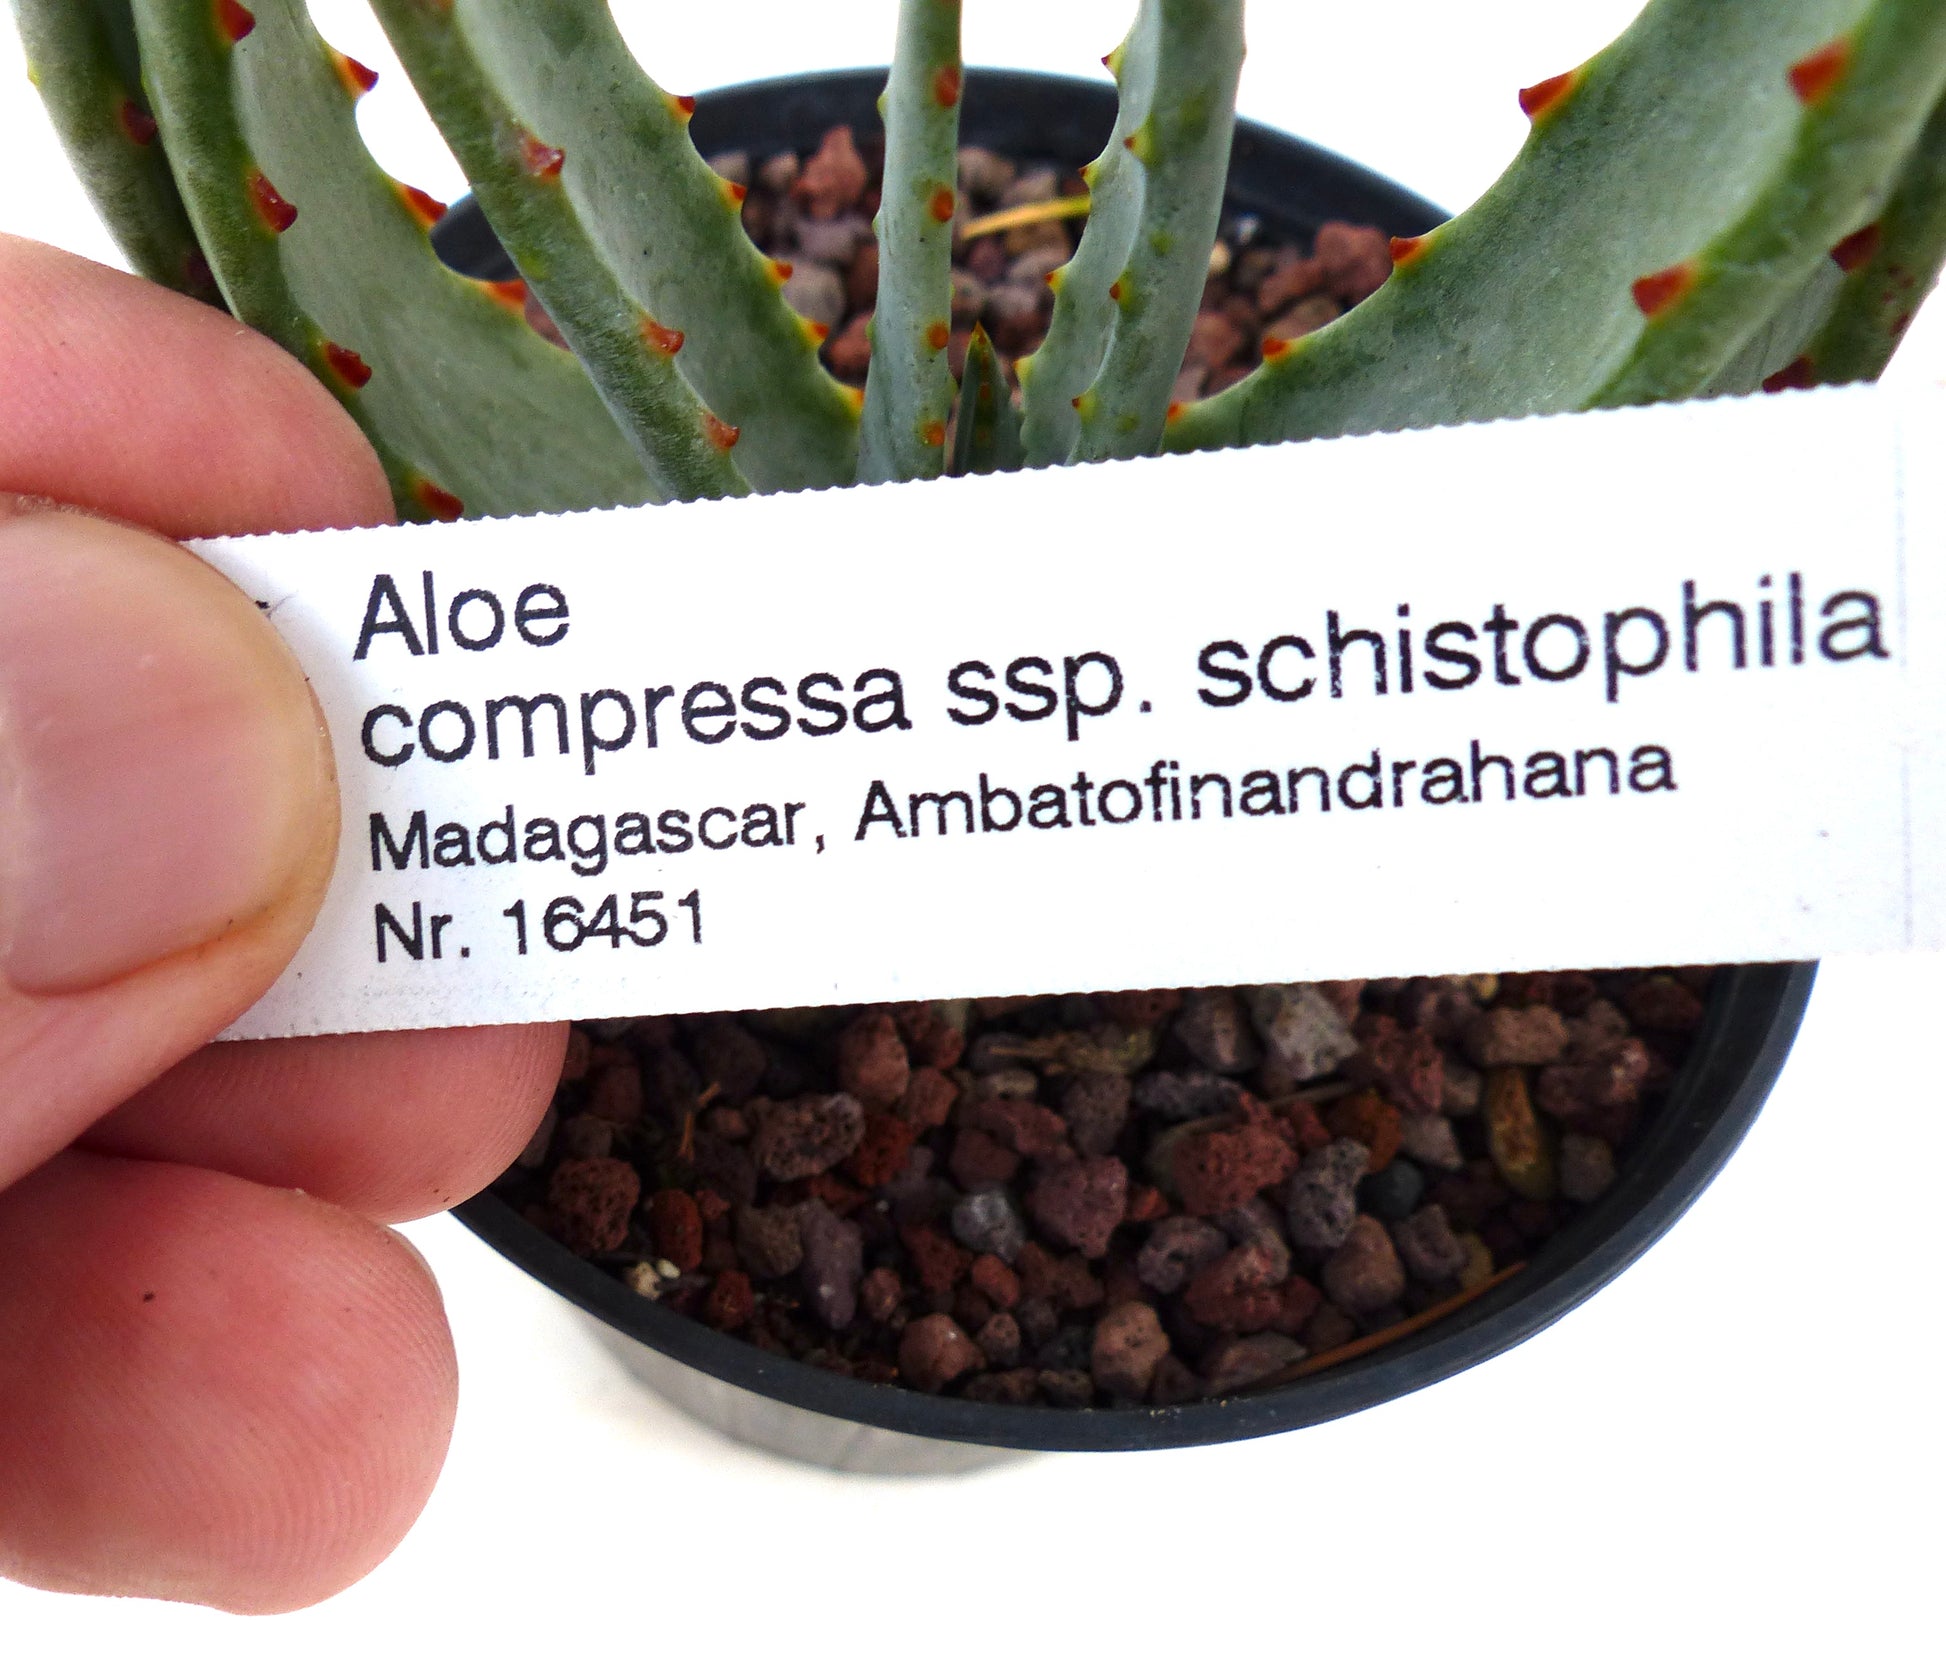 Aloe
compressa ssp. schistophila
Madagascar, Ambatofinandrahana
Nr. 16451